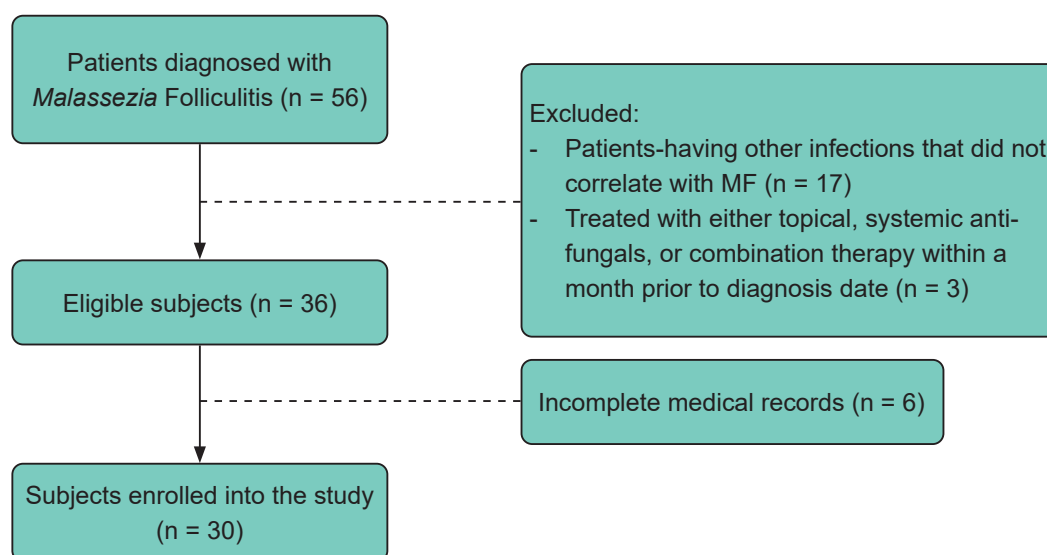 Patients diagnosed with
Malassezia Folliculitis (n = 56)
Excluded:
- Patients-having other infections that did not
correlate with MF (n = 17)
- Treated with either topical, systemic anti-
fungals, or combination therapy within a
month prior to diagnosis date (n = 3)
Eligible subjects (n = 36)
Incomplete medical records (n = 6)
Subjects enrolled into the study
(n = 30)